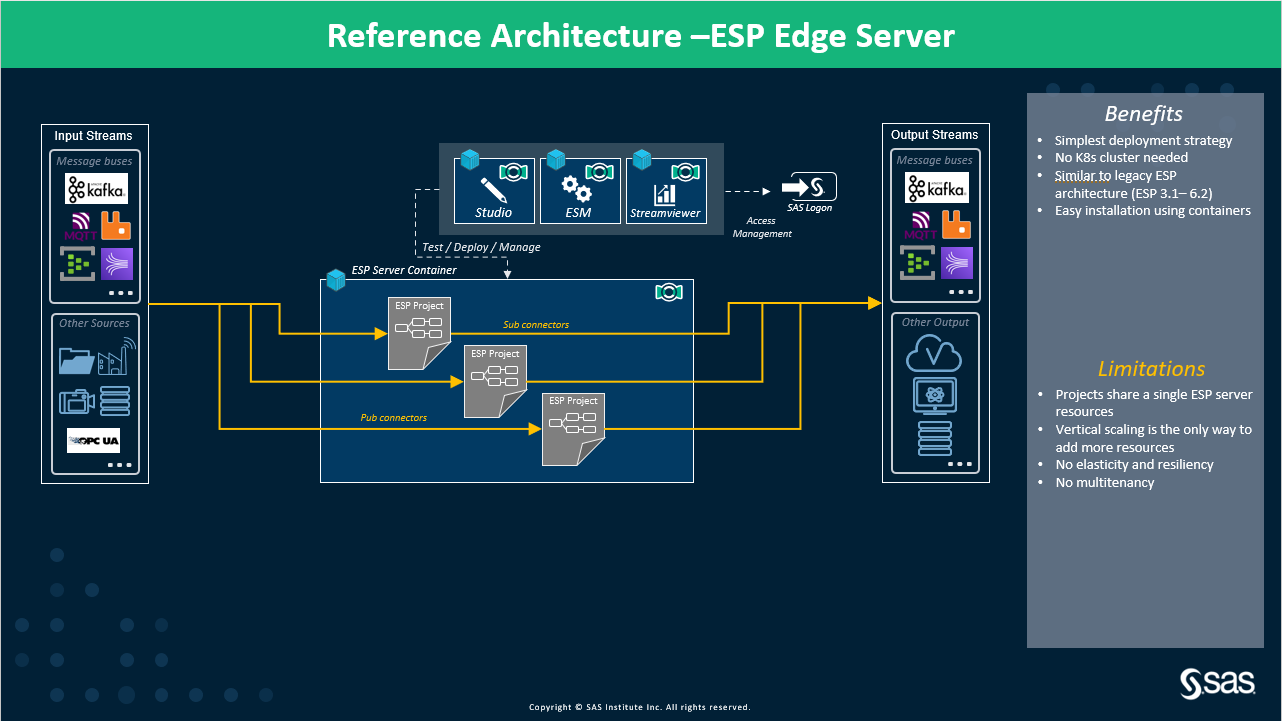 Reference Architecture –ESP Edge Server
Input Streams
Message buses
kafka
MQTT
Other Sources
OPC UA
Studio
ESM
Streamviewer
SAS Logon
Access
Management
Test / Deploy / Manage
ESP Server Container
ESP Project
Sub connectors
ESP Project
Pub connectors
ESP Project
Output Streams
Message buses
kafka
MQTT
Other Output
Benefits
• Simplest deployment strategy
• No K8s cluster needed
• Similar to legacy ESP
architecture (ESP 3.1– 6.2)
• Easy installation using containers
Limitations
• Projects share a single ESP server
resources
• Vertical scaling is the only way to
add more resources
• No elasticity and resiliency
• No multitenancy
sas
Copyright © SAS Institute Inc. All rights reserved.